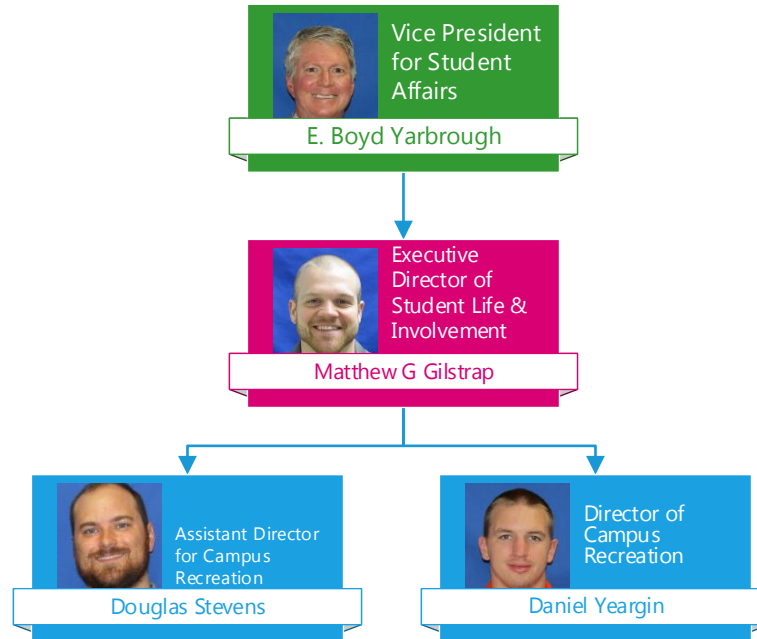 Vice President
for Student
Affairs
E. Boyd Yarbrough
Executive
Director of
Student Life &
Involvement
Matthew G Gilstrap
Assistant Director
for Campus
Recreation
Douglas Stevens
Director of
Campus
Recreation
Daniel Yeargin